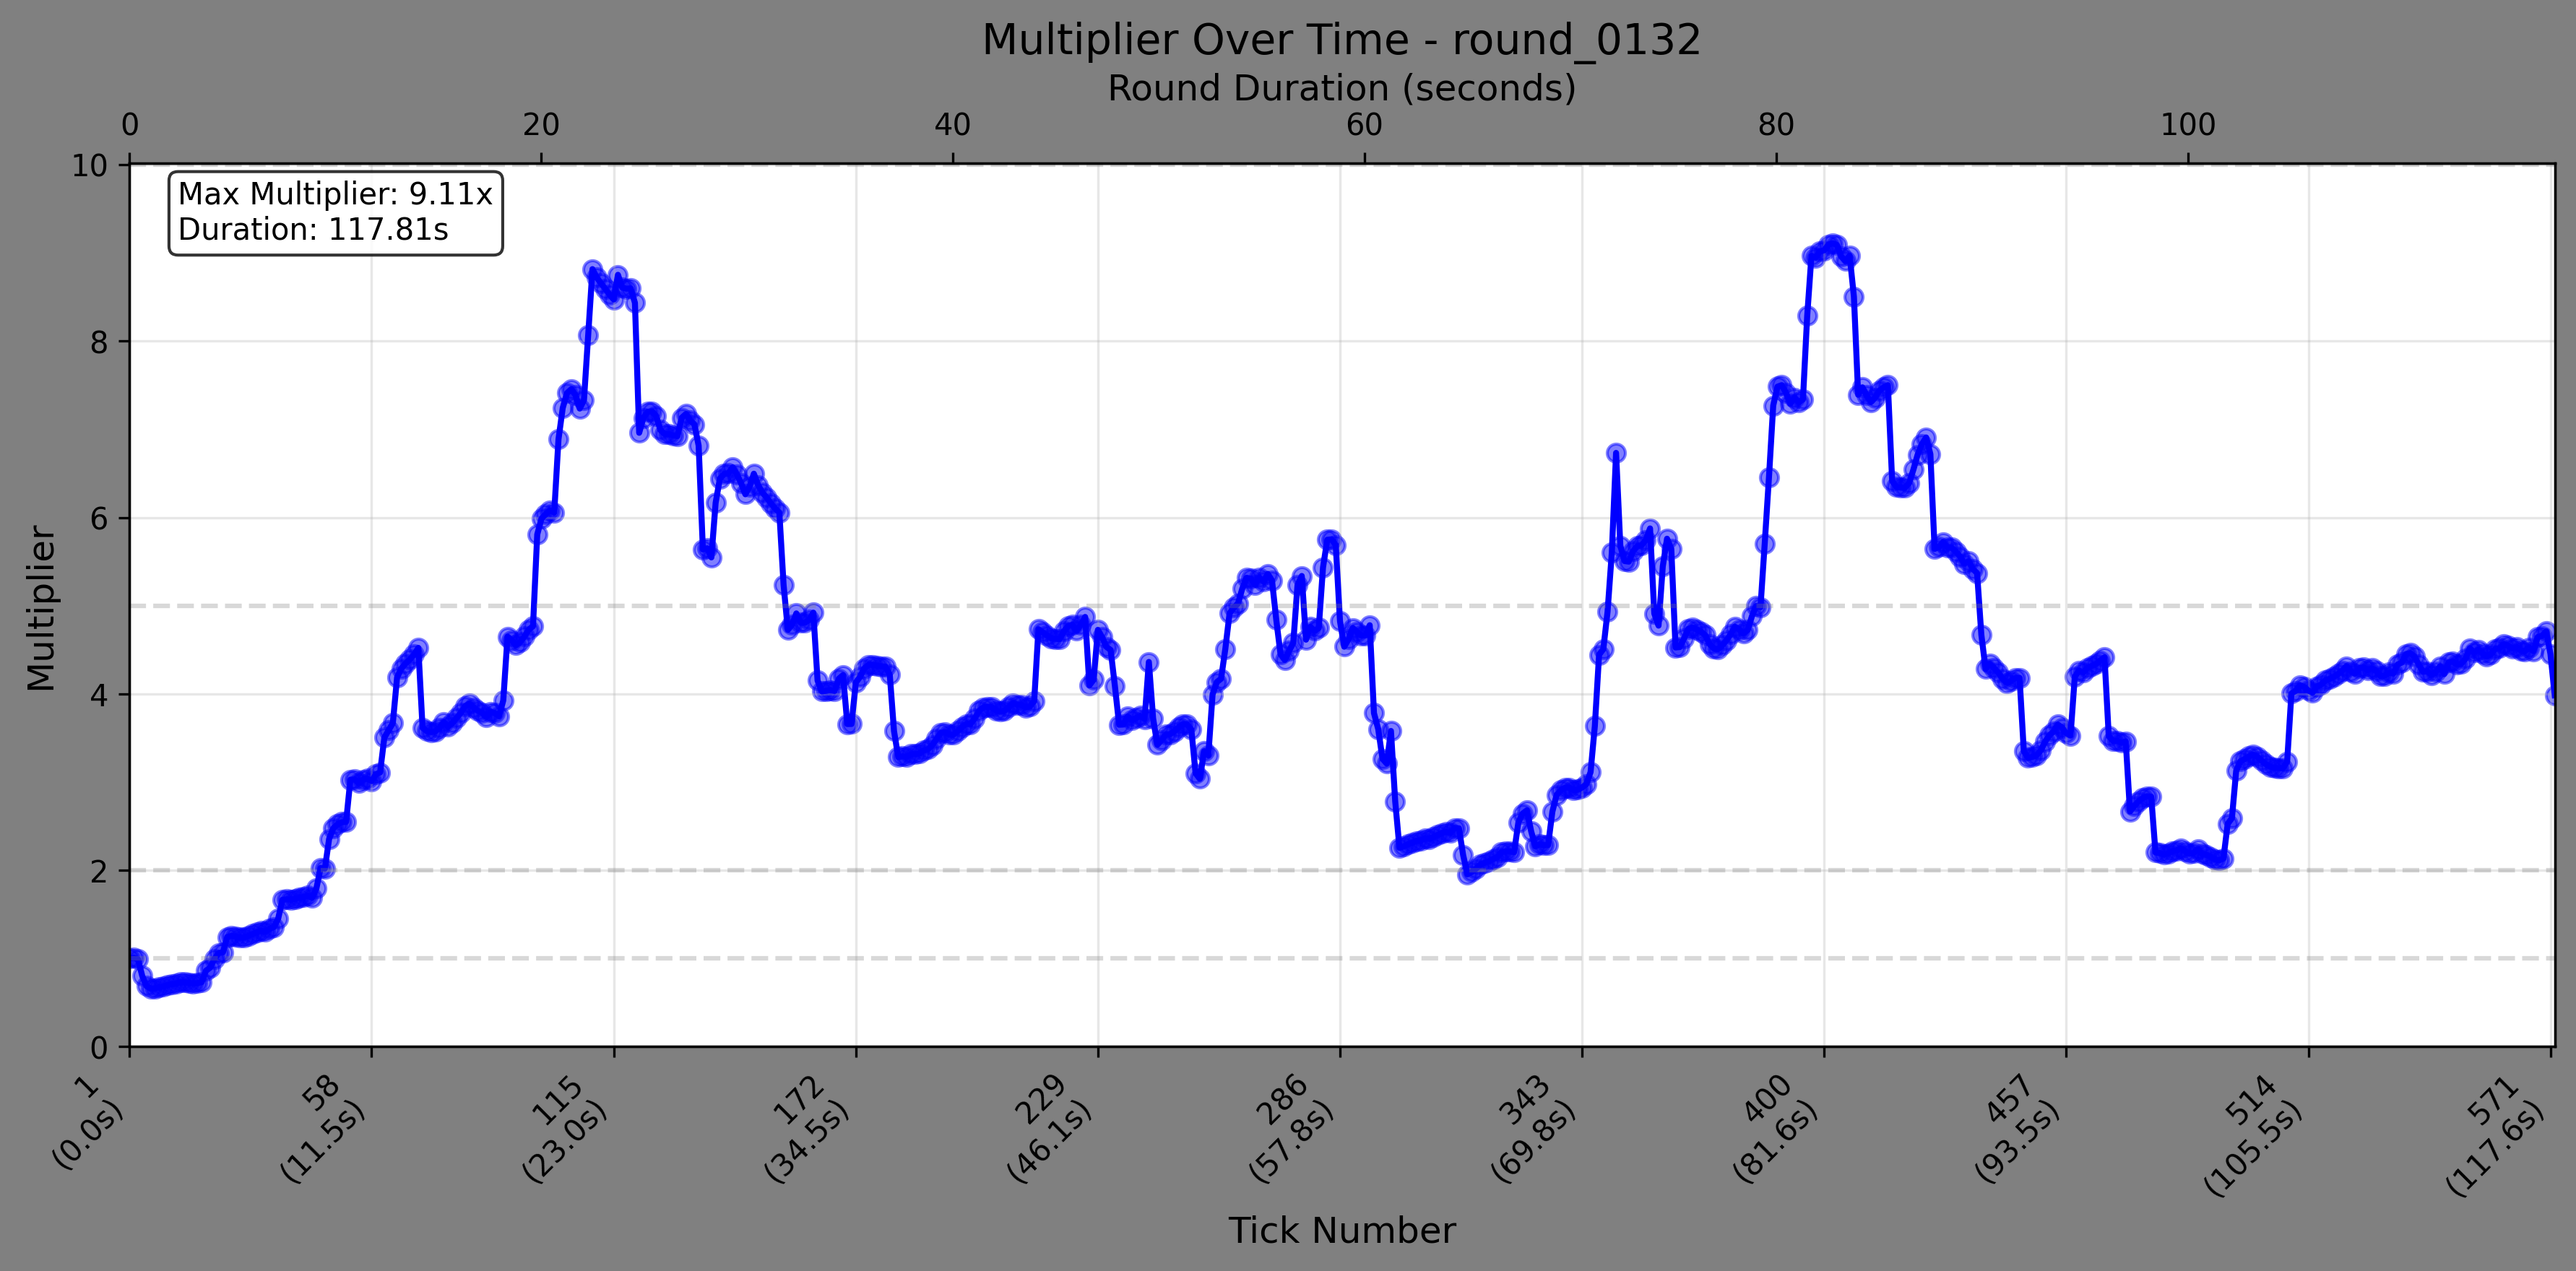 Multiplier Over Time - round_0132
Round Duration (seconds)
0 20 40 60 80 100
Max Multiplier: 9.11x
Duration: 117.81s
Multiplier
10
8
6
4
2
0
1
(0.0s)
58
(11.5s)
115
(23.0s)
172
(34.5s)
229
(46.1s)
286
(57.8s)
343
(69.8s)
400
(81.6s)
457
(93.5s)
514
(105.5s)
571
(117.6s)
Tick Number